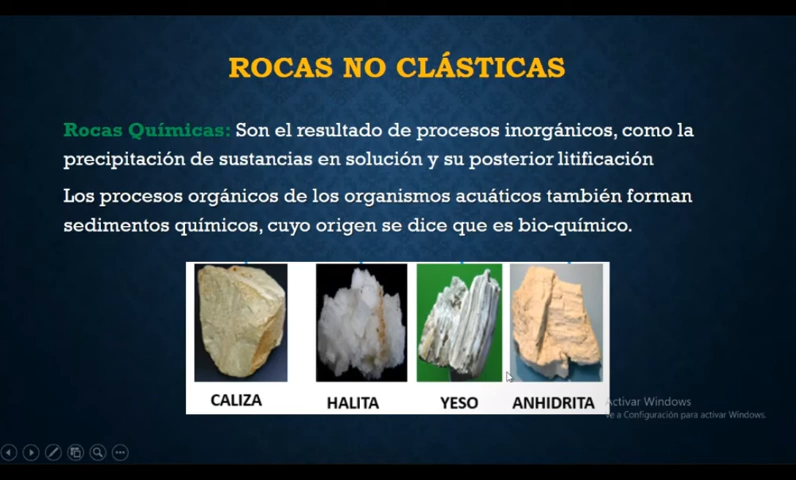 ROCAS NO CLÁSTICAS
Rocas Químicas: Son el resultado de procesos inorgánicos, como la
precipitación de sustancias en solución y su posterior litificación
Los procesos orgánicos de los organismos acuáticos también forman
sedimentos químicos, cuyo origen se dice que es bio-químico.
CALIZA
HALITA
YESO
ANHIDRITA
Activar Windows
Ve a Configuración para activar Windows.